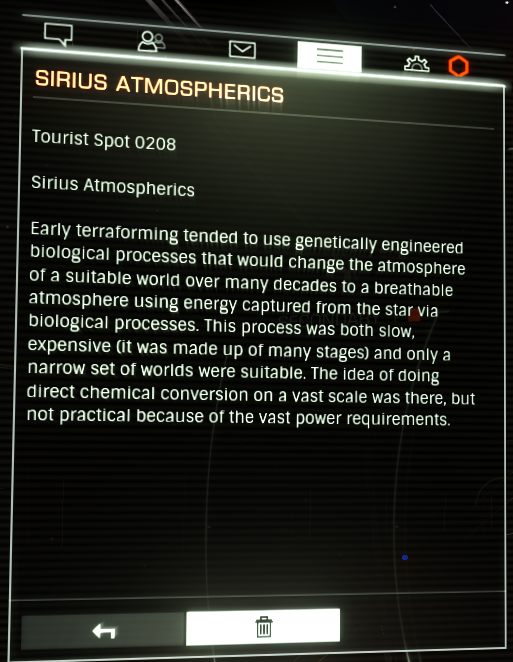 SIRIUS ATMOSPHERICS
Tourist Spot 0208
Sirius Atmospherics
Early terraforming tended to use genetically engineered
biological processes that would change the atmosphere
of a suitable world over many decades to a breathable
atmosphere using energy captured from the star via
biological processes. This process was both slow,
expensive (it was made up of many stages) and only a
narrow set of worlds were suitable. The idea of doing
direct chemical conversion on a vast scale was there, but
not practical because of the vast power requirements.